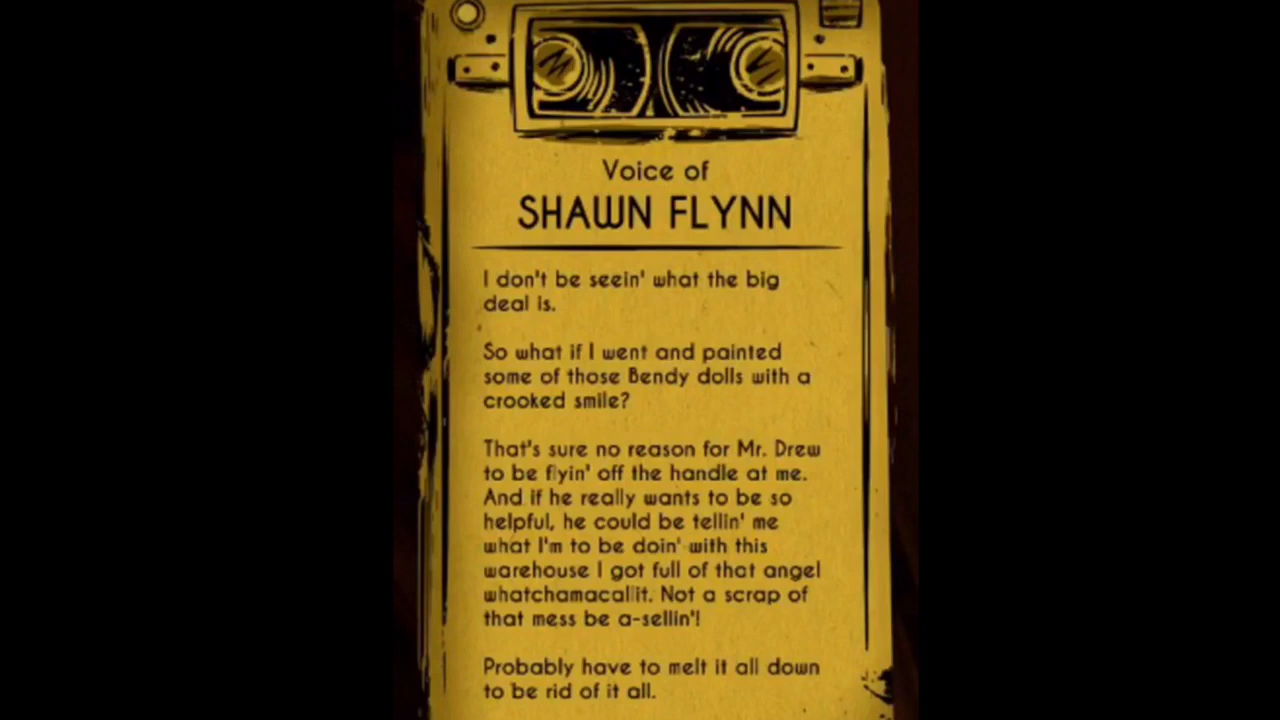 Voice of
SHAWN FLYNN
I don't be seein' what the big
deal is.
So what if I went and painted
some of those Bendy dolls with a
crooked smile?
That's sure no reason for Mr. Drew
to be flyin' off the handle at me.
And if he really wants to be so
helpful, he could be tellin' me
what I'm to be doin' with this
warehouse I got full of that angel
whatchamacallit. Not a scrap of
that mess be a-sellin'!
Probably have to melt it all down
to be rid of it all.